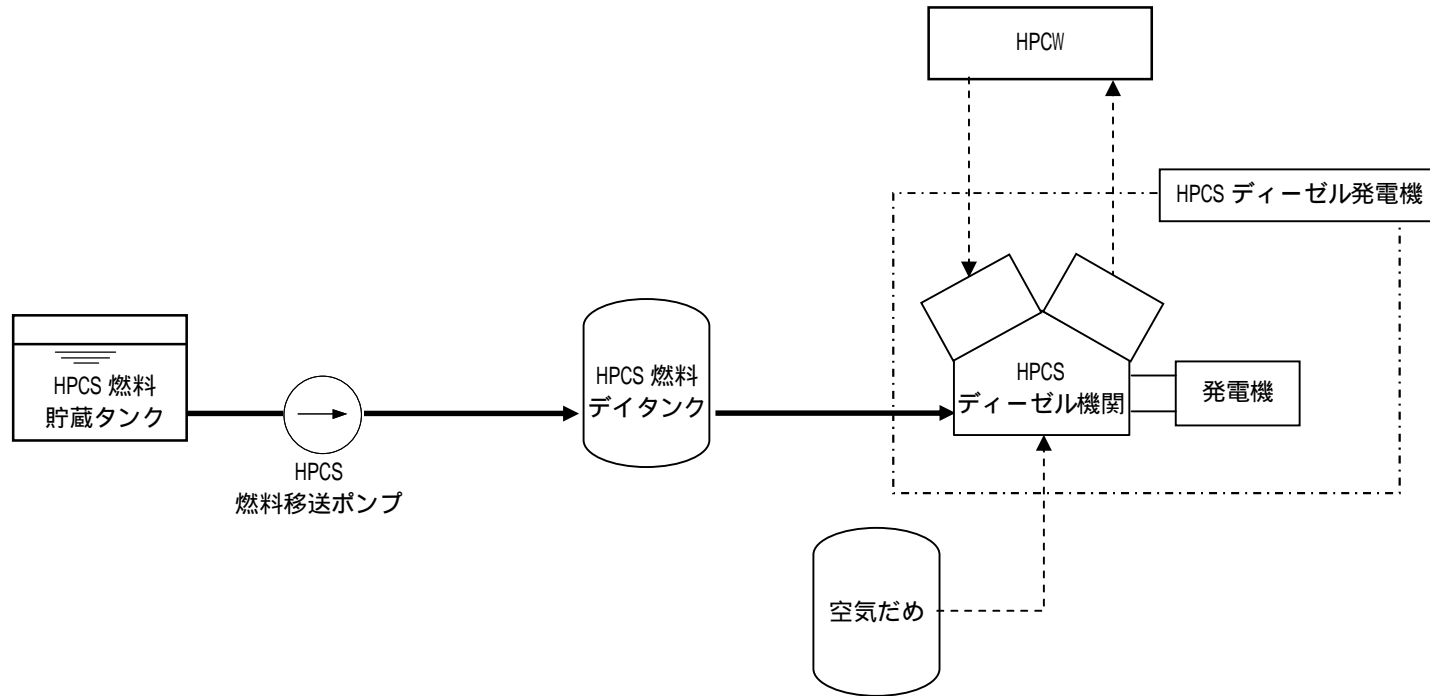 HPCW
HPCS ディーゼル発電機
HPCS 燃料
貯蔵タンク
HPCS
燃料移送ポンプ
HPCS 燃料
デイタンク
HPCS
ディーゼル機関
発電機
空気だめ